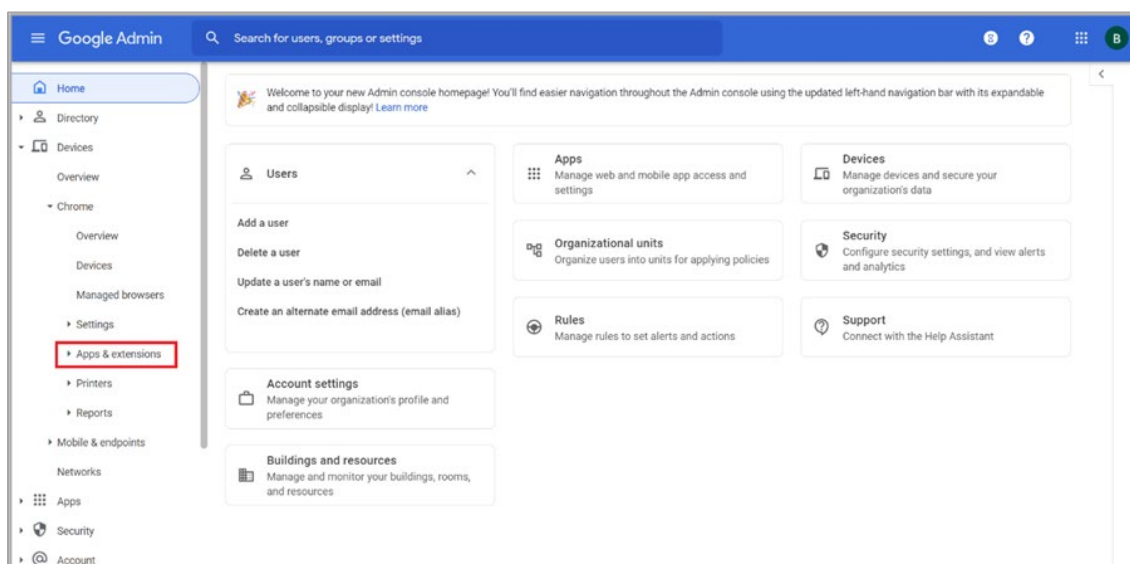 Google Admin
Search for users, groups or settings
B
Home
Directory
Devices
Overview
Chrome
Overview
Devices
Managed browsers
Settings
Apps & extensions
Printers
Reports
Mobile & endpoints
Networks
Apps
Security
Account
Welcome to your new Admin console homepage! You'll find easier navigation throughout the Admin console using the updated left-hand navigation bar with its expandable
and collapsible display! Learn more
Users
Add a user
Delete a user
Update a user's name or email
Create an alternate email address (email alias)
Account settings
Manage your organization's profile and
preferences
Buildings and resources
Manage and monitor your buildings, rooms,
and resources
Apps
Manage web and mobile app access and
settings
Organizational units
Organize users into units for applying policies
Rules
Manage rules to set alerts and actions
Devices
Manage devices and secure your
organization's data
Security
Configure security settings, and view alerts
and analytics
Support
Connect with the Help Assistant